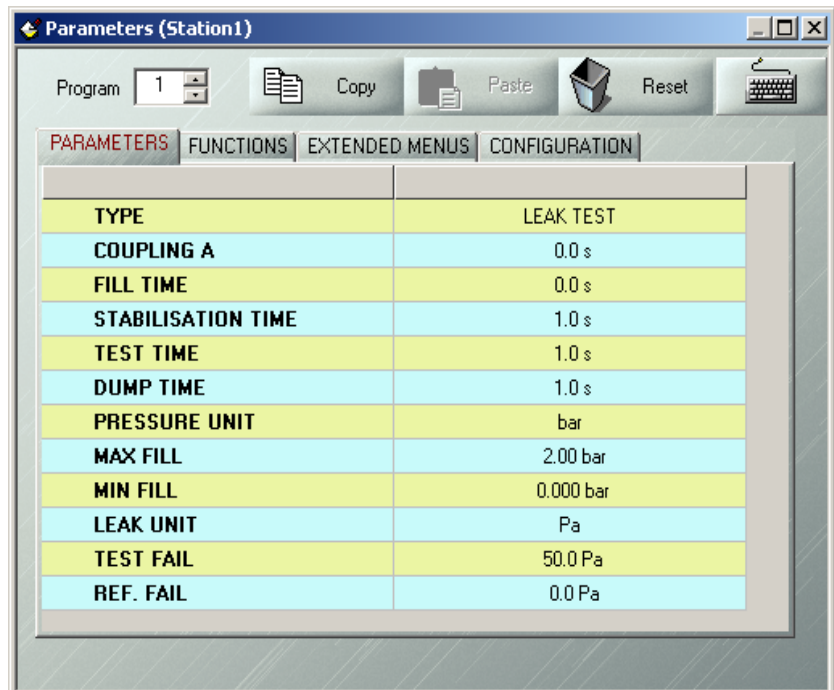 Parameters (Station1)
Program 1 Copy Paste Reset
PARAMETERS FUNCTIONS EXTENDED MENUS CONFIGURATION
TYPE LEAK TEST
COUPLING A 0.0 s
FILL TIME 0.0 s
STABILISATION TIME 1.0 s
TEST TIME 1.0 s
DUMP TIME 1.0 s
PRESSURE UNIT bar
MAX FILL 2.00 bar
MIN FILL 0.000 bar
LEAK UNIT Pa
TEST FAIL 50.0 Pa
REF. FAIL 0.0 Pa